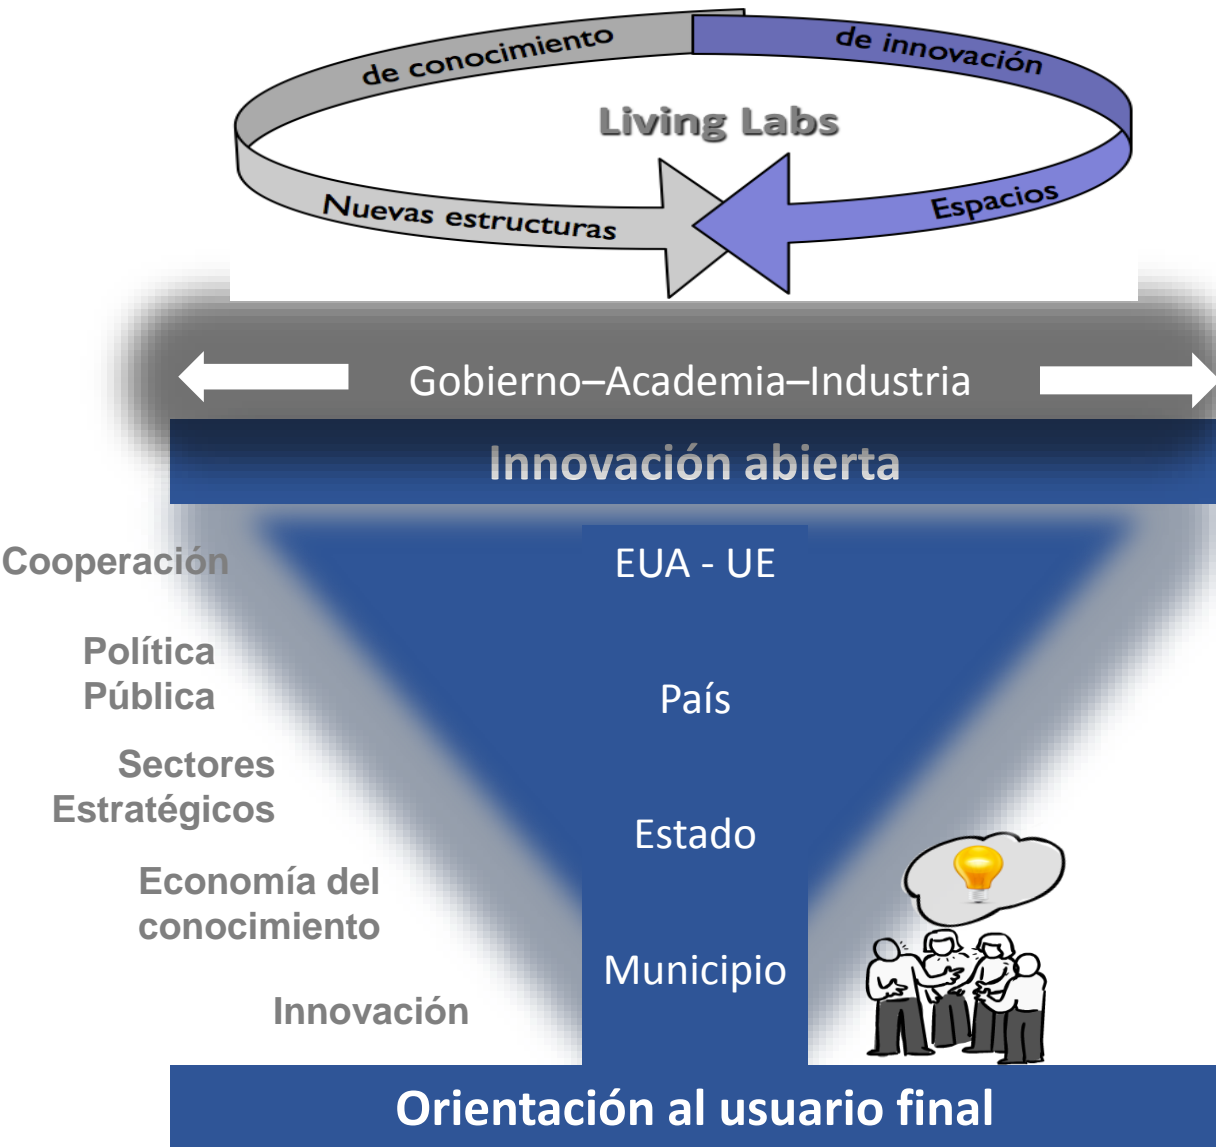 de conocimiento
de innovación
Living Labs
Nuevas estructuras
Espacios
Gobierno–Academia–Industria
Innovación abierta
Cooperación
EUA - UE
Política
Pública
País
Sectores
Estratégicos
Estado
Economía del
conocimiento
Municipio
Innovación
Orientación al usuario final